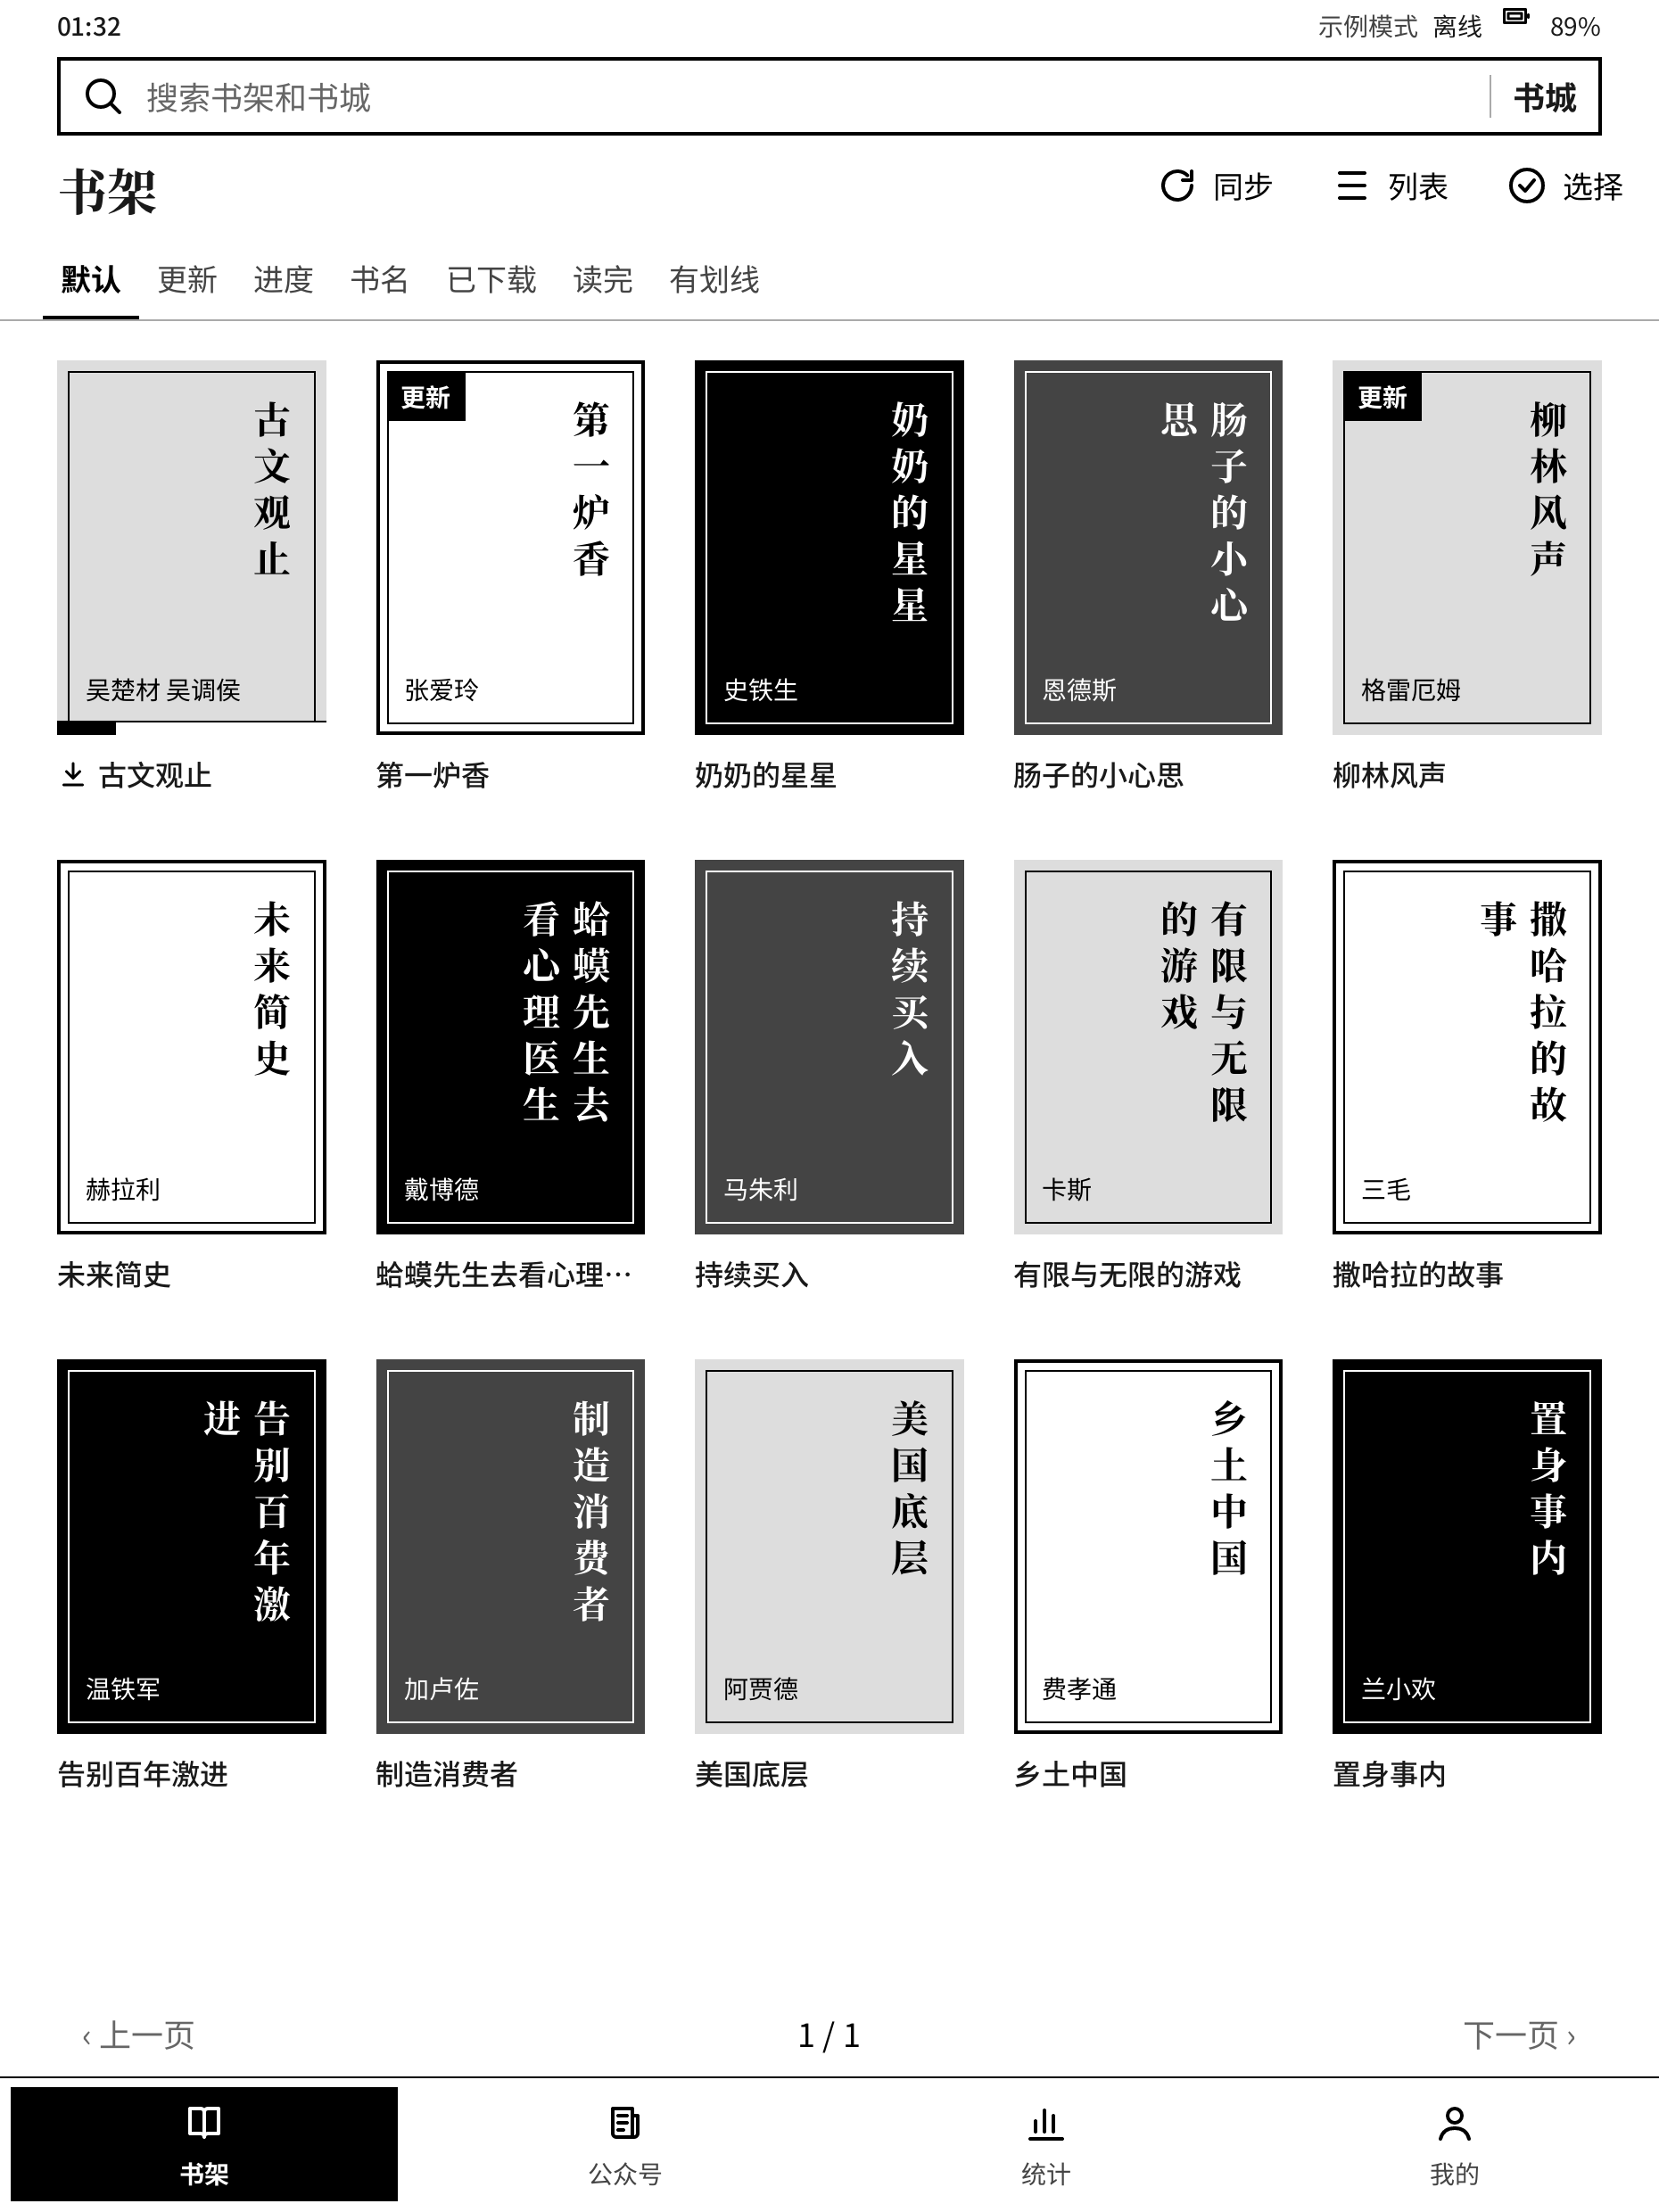 01:32
示例模式 离线 89%
搜索书架和书城
书城
书架
同步 列表 选择
默认 更新 进度 书名 已下载 读完 有划线
古文观止
吴楚材 吴调侯
古文观止
更新
第一炉香
张爱玲
第一炉香
奶奶的星星
史铁生
奶奶的星星
肠子的小心思
恩德斯
肠子的小心思
更新
柳林风声
格雷厄姆
柳林风声
未来简史
赫拉利
未来简史
蛤蟆先生去看心理医生
戴博德
蛤蟆先生去看心理…
持续买入
马朱利
持续买入
有限与无限的游戏
卡斯
有限与无限的游戏
撒哈拉的故事
三毛
撒哈拉的故事
告别百年激进
温铁军
告别百年激进
制造消费者
加卢佐
制造消费者
美国底层
阿贾德
美国底层
乡土中国
费孝通
乡土中国
置身事内
兰小欢
置身事内
‹ 上一页
1 / 1
下一页 ›
书架
公众号
统计
我的